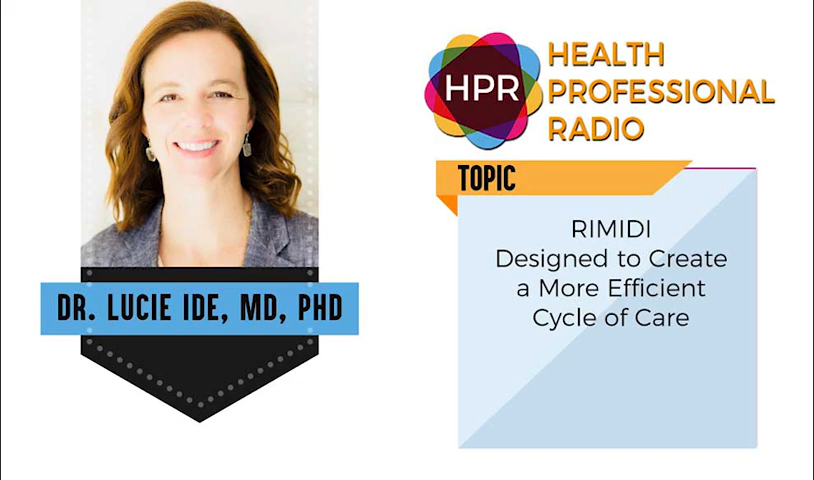 DR. LUCIE IDE, MD, PHD
HPR
HEALTH
PROFESSIONAL
RADIO
TOPIC
RIMIDI
Designed to Create
a More Efficient
Cycle of Care